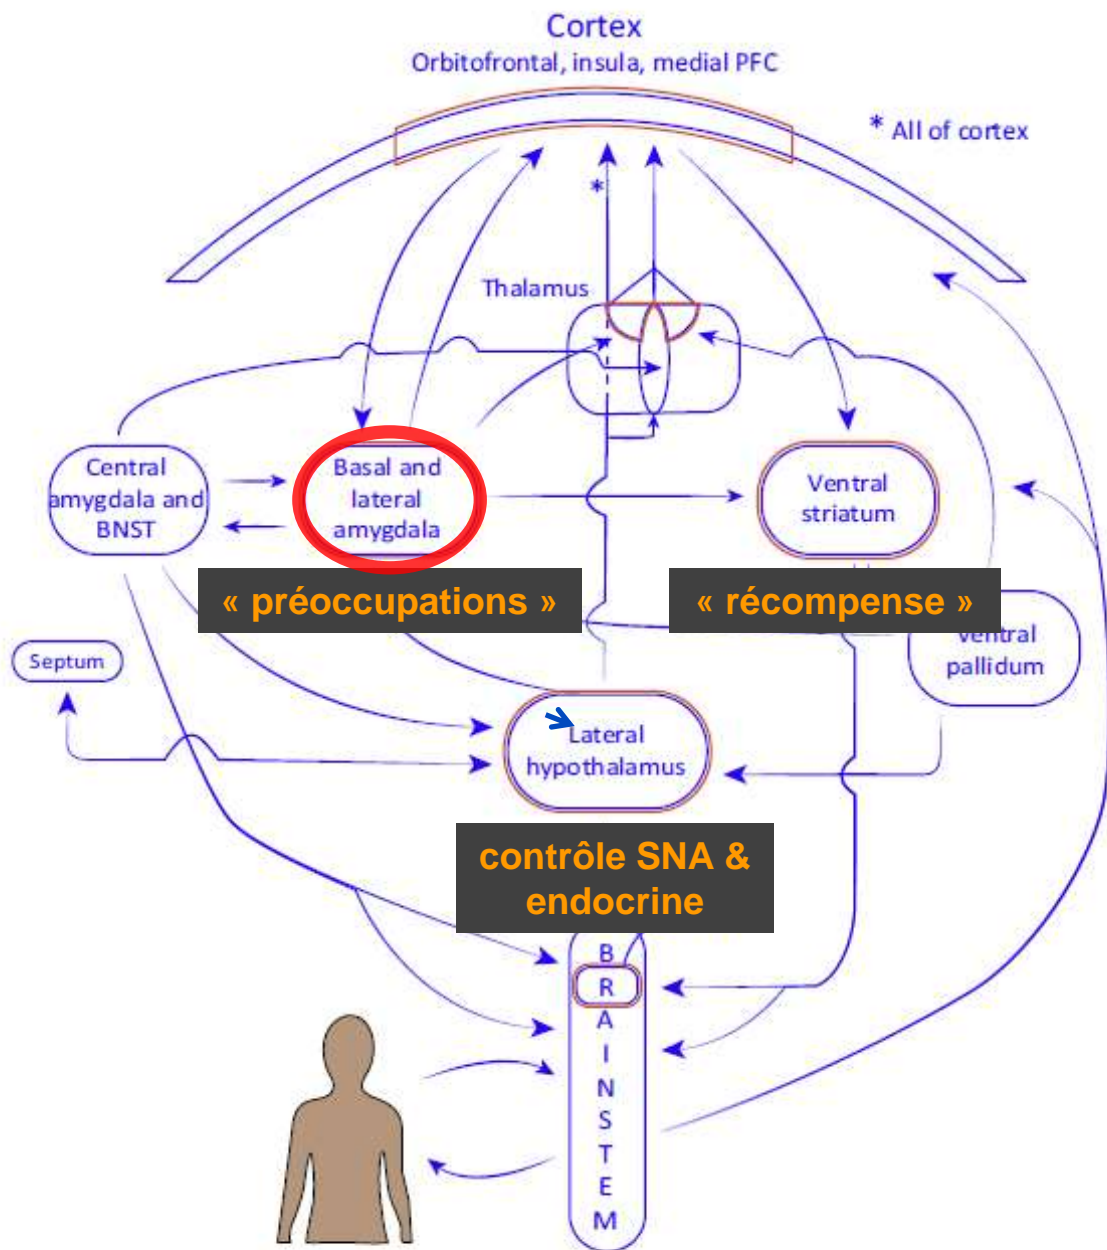 Cortex
Orbitofrontal, insula, medial PFC
* All of cortex
*
Thalamus
Central
amygdala and
BNST
Basal and
lateral
amygdala
Ventral
striatum
« préoccupations »
« récompense »
Septum
Ventral
pallidum
Lateral
hypothalamus
contrôle SNA &
endocrine
B
R
A
I
N
S
T
E
M